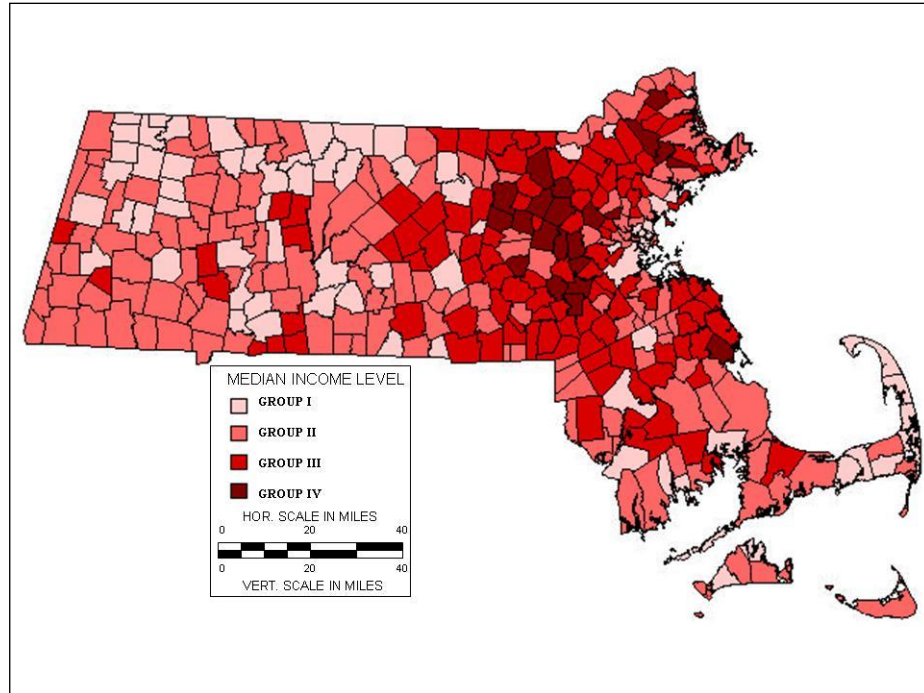 MEDIAN INCOME LEVEL
GROUP I
GROUP II
GROUP III
GROUP IV
HOR. SCALE IN MILES
0 20 40
0 20 40
VERT. SCALE IN MILES